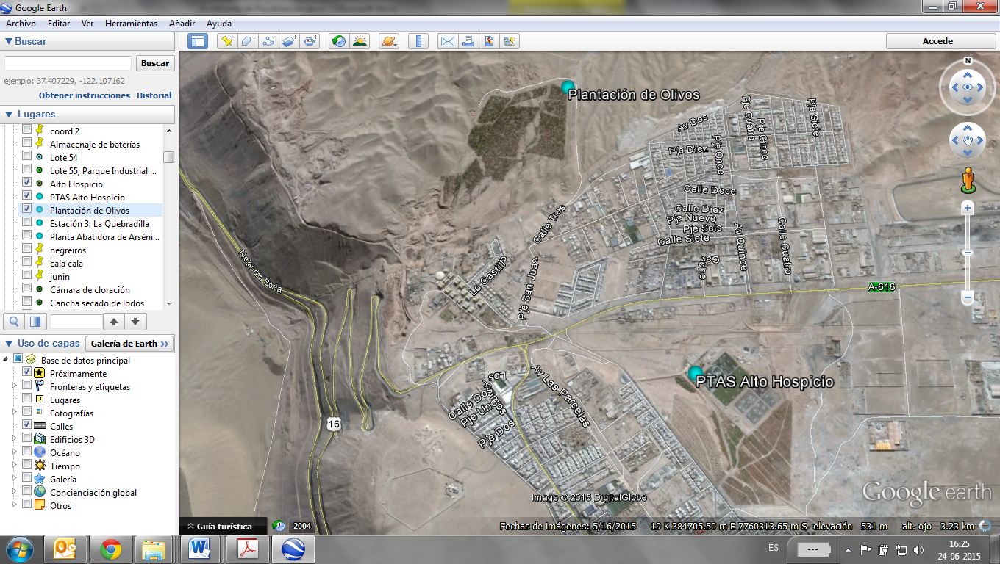 Google Earth
Archivo Editar Ver Herramientas Añadir Ayuda
Buscar
Buscar
ejemplo: 37.407229, -122.107162
Obtener instrucciones Historial
Lugares
coord 2
Almacenaje de baterías
Lote 54
Lote 55, Parque Industrial ...
Alto Hospicio
PTAS Alto Hospicio
Plantación de Olivos
Estación 3: La Quebradilla
Planta Abatidora de Arséni...
negreiros
cala cala
junin
Cámara de cloración
Cancha secado de lodos
Uso de capas
Galería de Earth >>
Base de datos principal
Próximamente
Fronteras y etiquetas
Lugares
Fotografías
Calles
Edificios 3D
Océano
Tiempo
Galería
Concienciación global
Otros
Accede
N
Plantación de Olivos
Av Dos
Pje Cuatro
Pje Cinco
Pje Siete
Pje Diez
Pje Once
Calle Doce
Calle Diez
Pje Nueve
Pje Seis
Calle Siete
Calle Tres
Av Quince
Calle Cuatro
Alejandro Soria
Lo Castillo
Pje San Juan
A-616
PTAS Alto Hospicio
Av Las Parcelas
Calle Dos
Pje Uno
Pje Dos
16
Image © 2015 DigitalGlobe
Google earth
Guía turística
2004
Fechas de imágenes: 5/16/2015 19 K 384705.50 m E 7760313.65 m S elevación 531 m alt. ojo 3.23 km
ES
---
16:25
24-06-2015